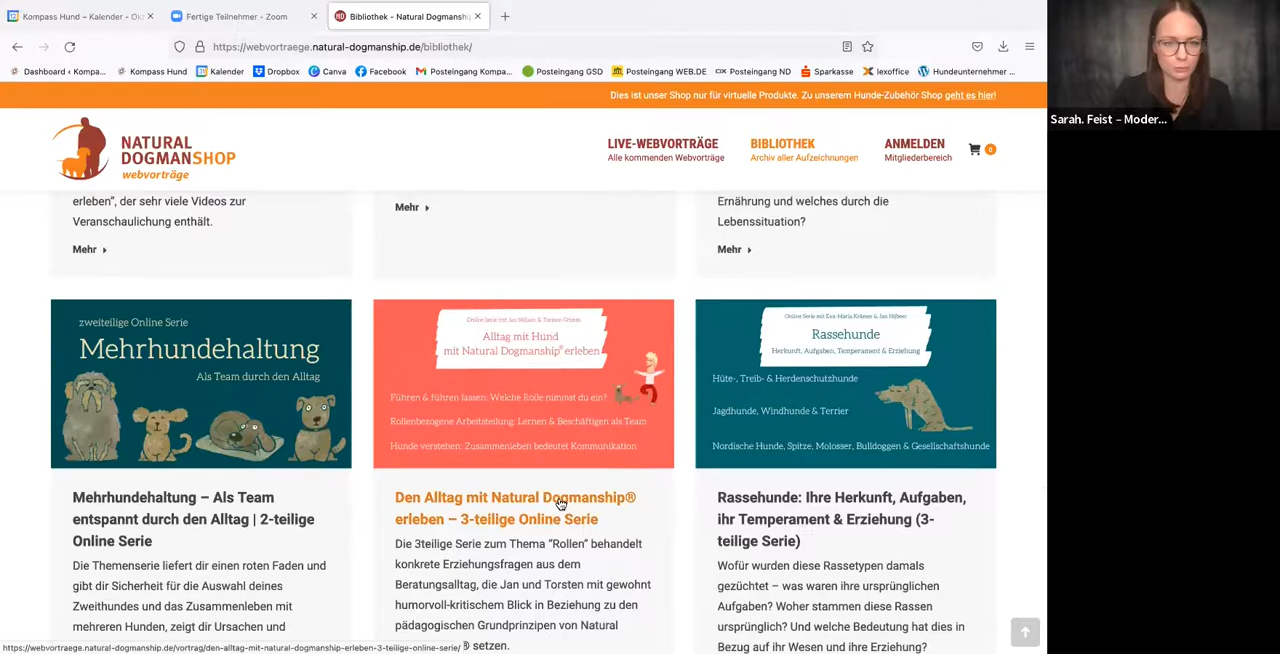 Kompass Hund – Kalender - Ok
Fertige Teilnehmer - Zoom
Bibliothek - Natural Dogmansh
https://webvortraege.natural-dogmanship.de/bibliothek/
Dashboard ‹ Kompa...
Kompass Hund
Kalender
Dropbox
Canva
Facebook
Posteingang Kompa...
Posteingang GSD
Posteingang WEB.DE
Posteingang ND
Sparkasse
lexoffice
Hundeunternehmer ...
Sarah. Feist – Moder...
Dies ist unser Shop nur für virtuelle Produkte. Zu unserem Hunde-Zubehör Shop geht es hier!
NATURAL
DOGMANSHOP
webvorträge
LIVE-WEBVORTRÄGE
Alle kommenden Webvorträge
BIBLIOTHEK
Archiv aller Aufzeichnungen
ANMELDEN
Mitgliederbereich
0
erleben", der sehr viele Videos zur
Veranschaulichung enthält.
Mehr
Mehr
Ernährung und welches durch die
Lebenssituation?
Mehr
zweiteilige Online Serie
Mehrhundehaltung
Als Team durch den Alltag
Mehrhundehaltung – Als Team
entspannt durch den Alltag | 2-teilige
Online Serie
Die Themenserie liefert dir einen roten Faden und
gibt dir Sicherheit für die Auswahl deines
Zweithundes und das Zusammenleben mit
mehreren Hunden, zeigt dir Ursachen und
Alltag mit Hund
mit Natural Dogmanship® erleben
Führen & führen lassen: Welche Rolle nimmst du ein?
Rollenbezogene Arbeitsteilung: Lernen & Beschäftigen als Team
Hunde verstehen: Zusammenleben bedeutet Kommunikation
Den Alltag mit Natural Dogmanship®
erleben – 3-teilige Online Serie
Die 3teilige Serie zum Thema "Rollen" behandelt
konkrete Erziehungsfragen aus dem
Beratungsalltag, die Jan und Torsten mit gewohnt
humorvoll-kritischem Blick in Beziehung zu den
pädagogischen Grundprinzipen von Natural
® setzen.
Online Serie mit Eva-Maria Krämer & Jan Nijboer
Rassehunde
Herkunft, Aufgaben, Temperament & Erziehung
Hüte-, Treib- & Herdenschutzhunde
Jagdhunde, Windhunde & Terrier
Nordische Hunde, Spitze, Molosser, Bulldoggen & Gesellschaftshunde
Rassehunde: Ihre Herkunft, Aufgaben,
ihr Temperament & Erziehung (3-
teilige Serie)
Wofür wurden diese Rassetypen damals
gezüchtet – was waren ihre ursprünglichen
Aufgaben? Woher stammen diese Rassen
ursprünglich? Und welche Bedeutung hat dies in
Bezug auf ihr Wesen und ihre Erziehung?
https://webvortraege.natural-dogmanship.de/vortrag/den-alltag-mit-natural-dogmanship-erleben-3-teilige-online-serie/